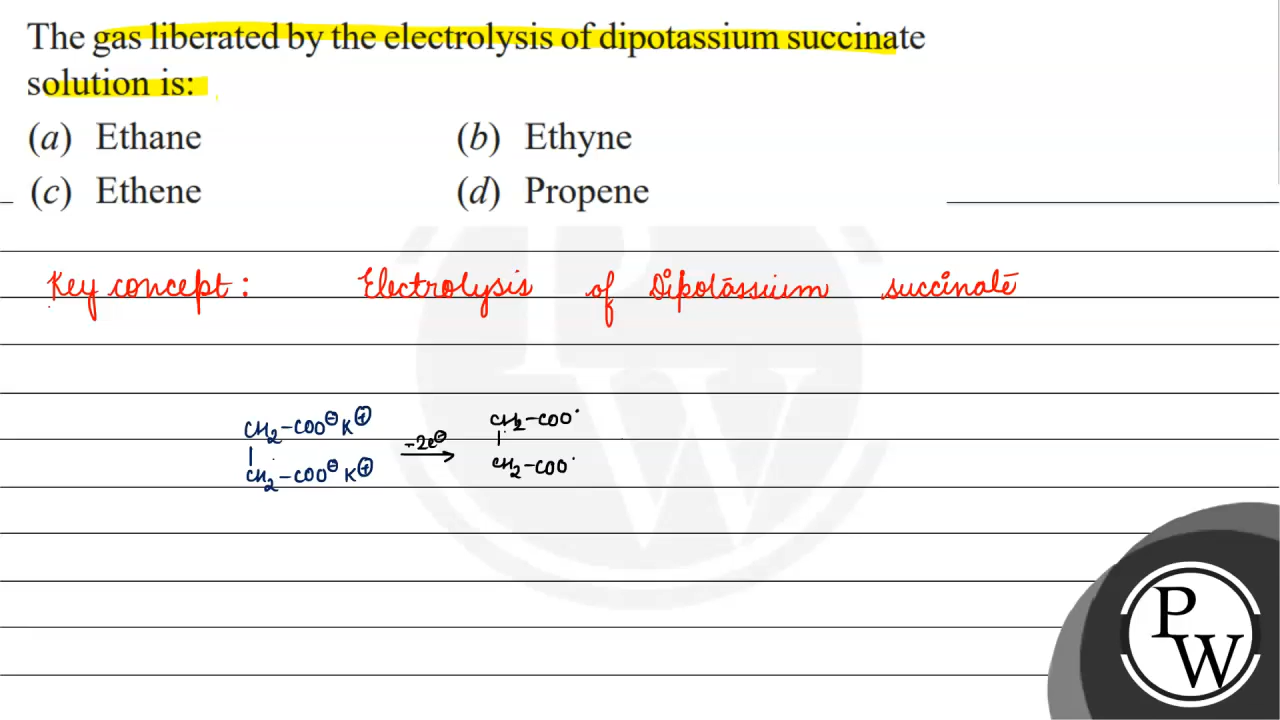 The gas liberated by the electrolysis of dipotassium succinate
solution is:
(a) Ethane (b) Ethyne
(c) Ethene (d) Propene
Key concept: Electrolysis of Dipotassium succinate
CH₂-COO⊖K⊕ -2e⊖ → CH₂-COO·
|  |
CH₂-COO⊖K⊕ CH₂-COO·
P
W
PW